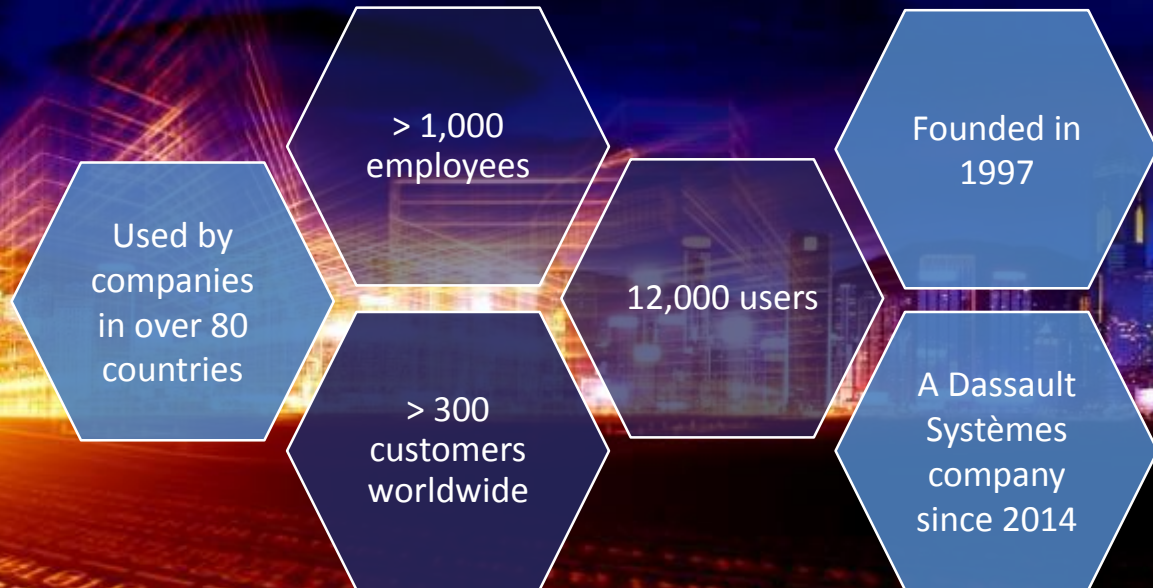 > 1,000
employees
Founded in
1997
Used by
companies
in over 80
countries
12,000 users
> 300
customers
worldwide
A Dassault
Systèmes
company
since 2014